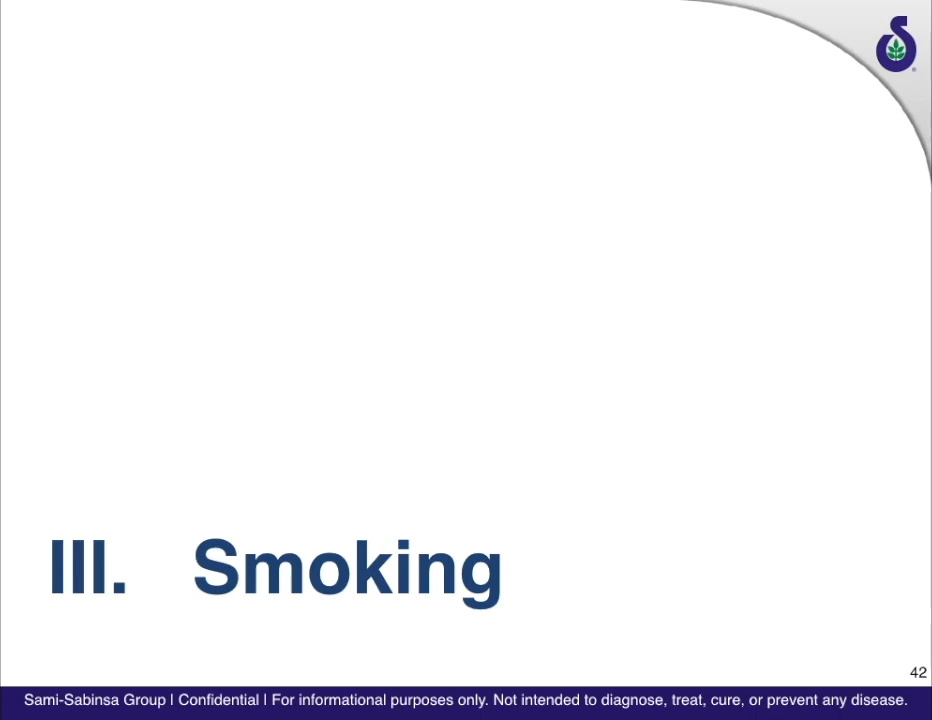 III. Smoking
42
Sami-Sabinsa Group | Confidential | For informational purposes only. Not intended to diagnose, treat, cure, or prevent any disease.